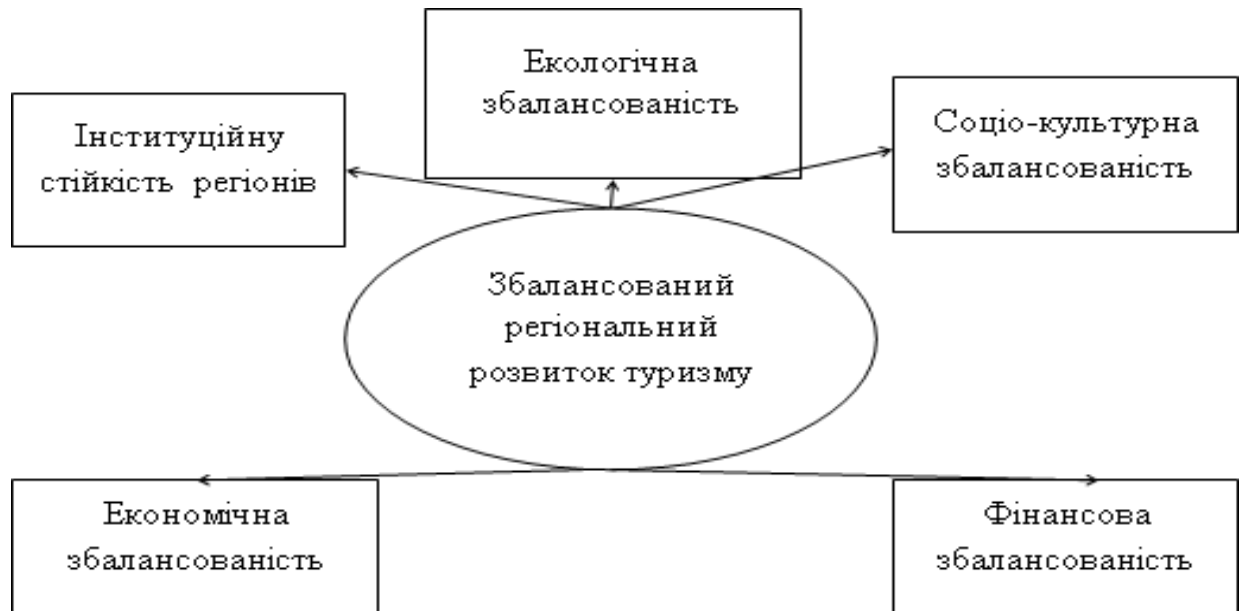 Екологічна
збалансованість
Інституційну
стійкість регіонів
Соціо-культурна
збалансованість
Збалансований
регіональний
розвиток туризму
Економічна
збалансованість
Фінансова
збалансованість